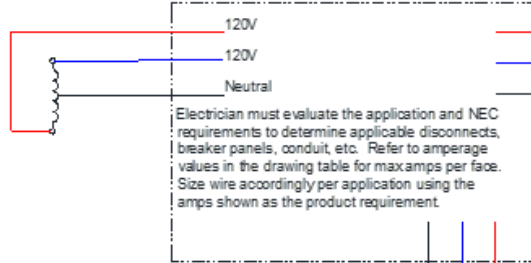 120V
120V
Neutral
Electrician must evaluate the application and NEC
requirements to determine applicable disconnects,
breaker panels, conduit, etc. Refer to amperage
values in the drawing table for max amps per face.
Size wire accordingly per application using the
amps shown as the product requirement.